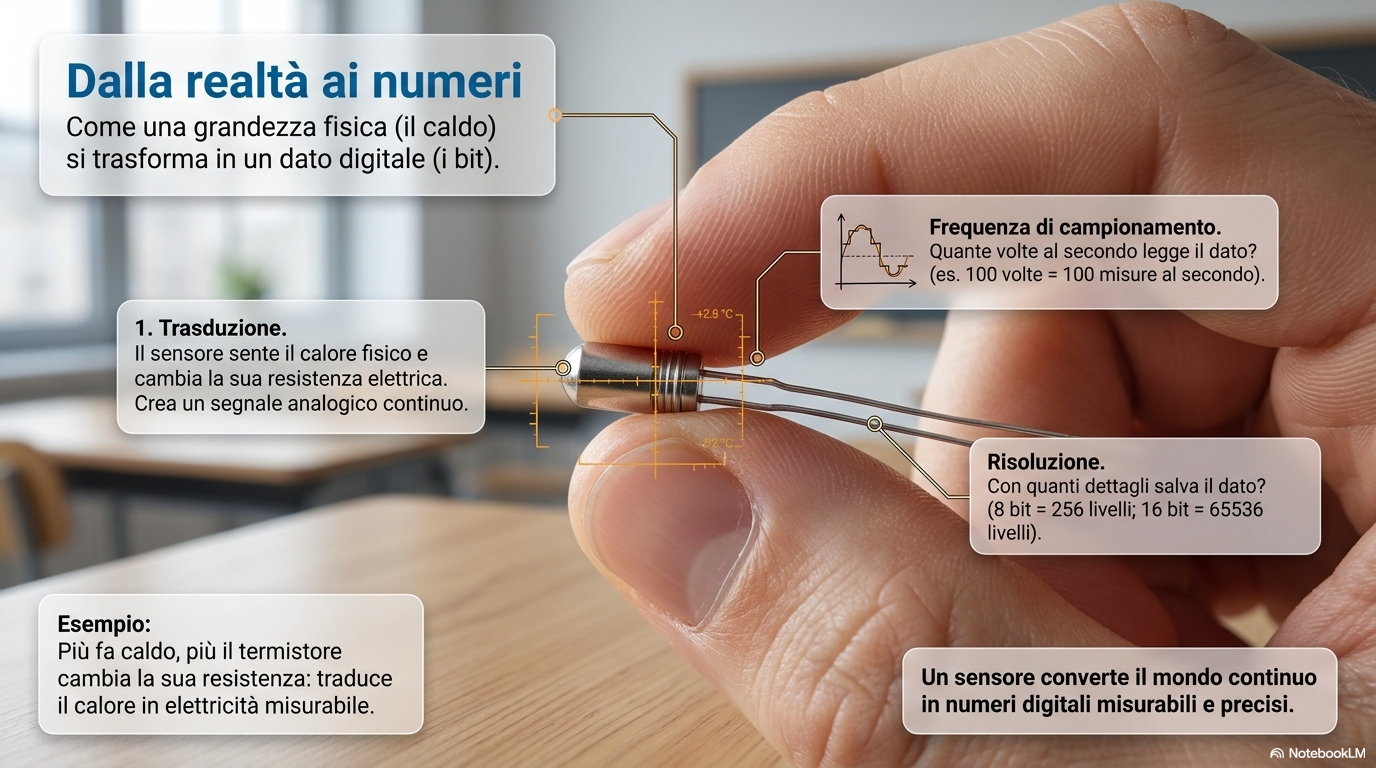 Dalla realtà ai numeri
Come una grandezza fisica (il caldo)
si trasforma in un dato digitale (i bit).
1. Trasduzione.
Il sensore sente il calore fisico e
cambia la sua resistenza elettrica.
Crea un segnale analogico continuo.
Frequenza di campionamento.
Quante volte al secondo legge il dato?
(es. 100 volte = 100 misure al secondo).
Risoluzione.
Con quanti dettagli salva il dato?
(8 bit = 256 livelli; 16 bit = 65536
livelli).
Esempio:
Più fa caldo, più il termistore
cambia la sua resistenza: traduce
il calore in elettricità misurabile.
Un sensore converte il mondo continuo
in numeri digitali misurabili e precisi.
NotebookLM